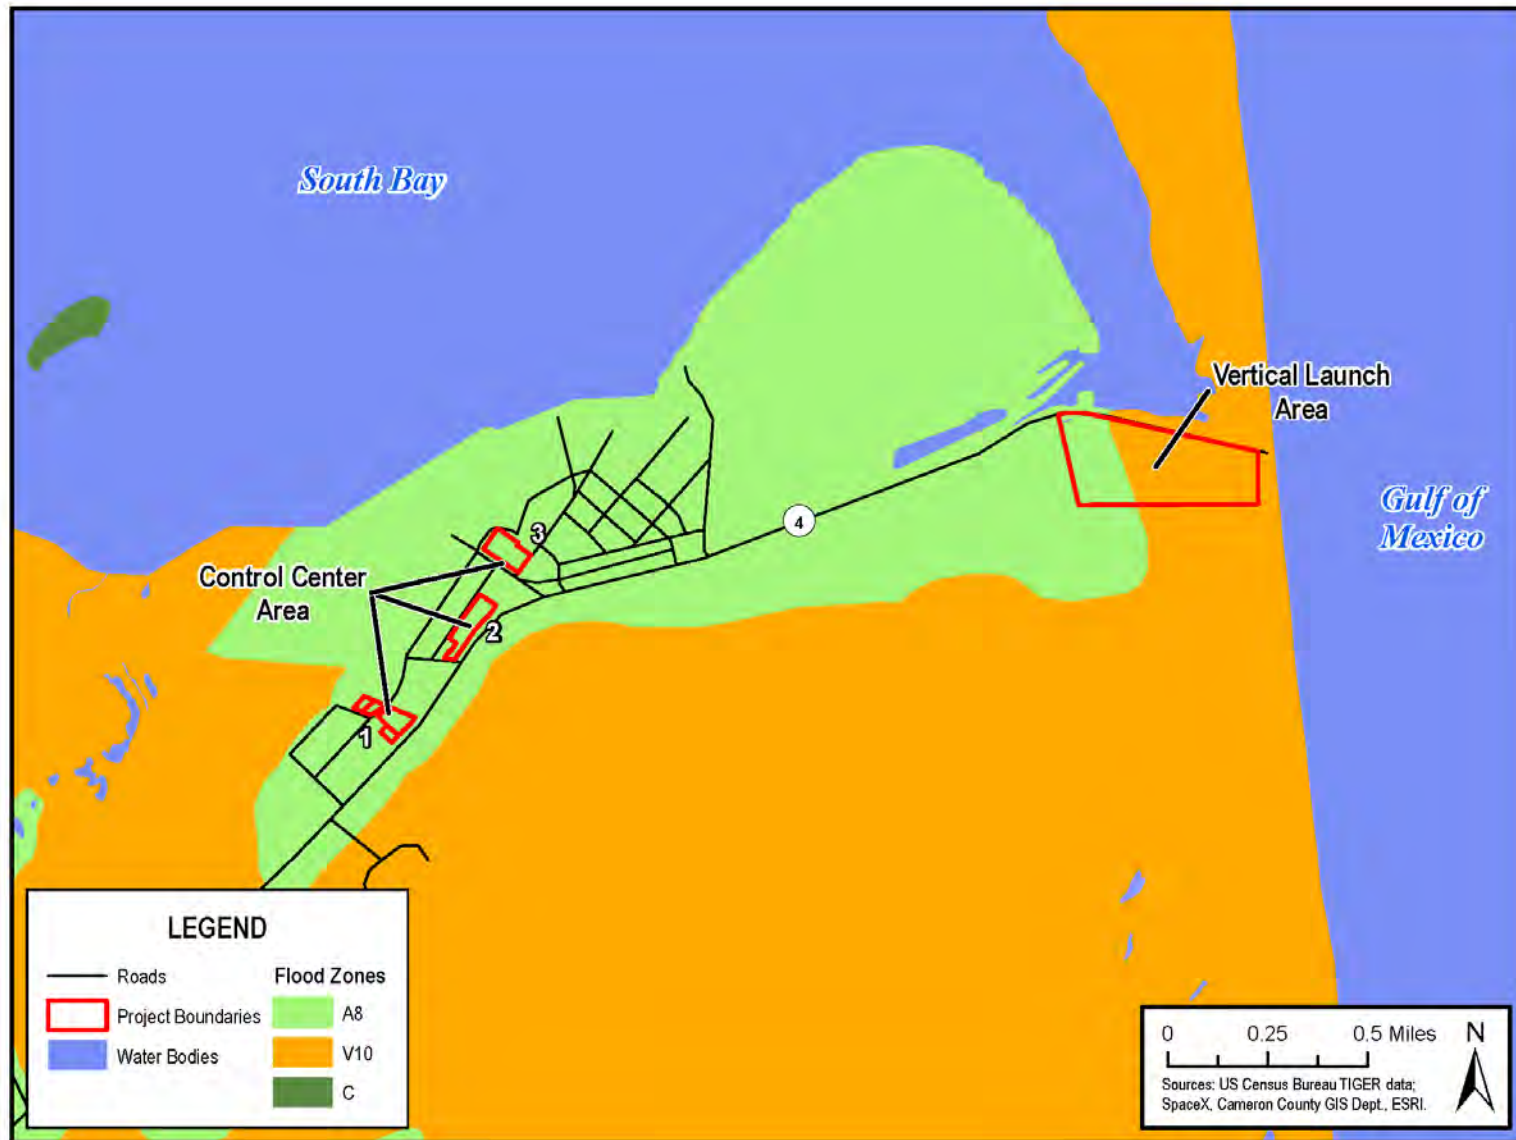 South Bay
Vertical Launch
Area
Gulf of
Mexico
4
3
Control Center
Area
2
1
LEGEND
Roads
Project Boundaries
Water Bodies
Flood Zones
A8
V10
C
0 0.25 0.5 Miles
N
Sources: US Census Bureau TIGER data;
SpaceX, Cameron County GIS Dept., ESRI.